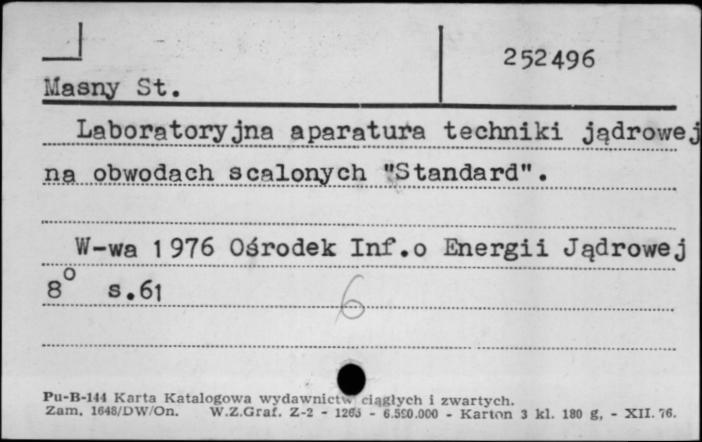 252496
Masny St.
Laboratoryjna aparatura techniki jądrowej
na obwodach scalonych "Standard".
W-wa 1976 Ośrodek Inf.o Energii Jądrowej
8° s.61
6
Pu-B-144 Karta Katalogowa wydawnictw ciągłych i zwartych.
Zam. 1648/DW/On. W.Z.Graf. Z-2 - 1265 - 6.500.000 - Karton 3 kl. 180 g, - XII. 76.